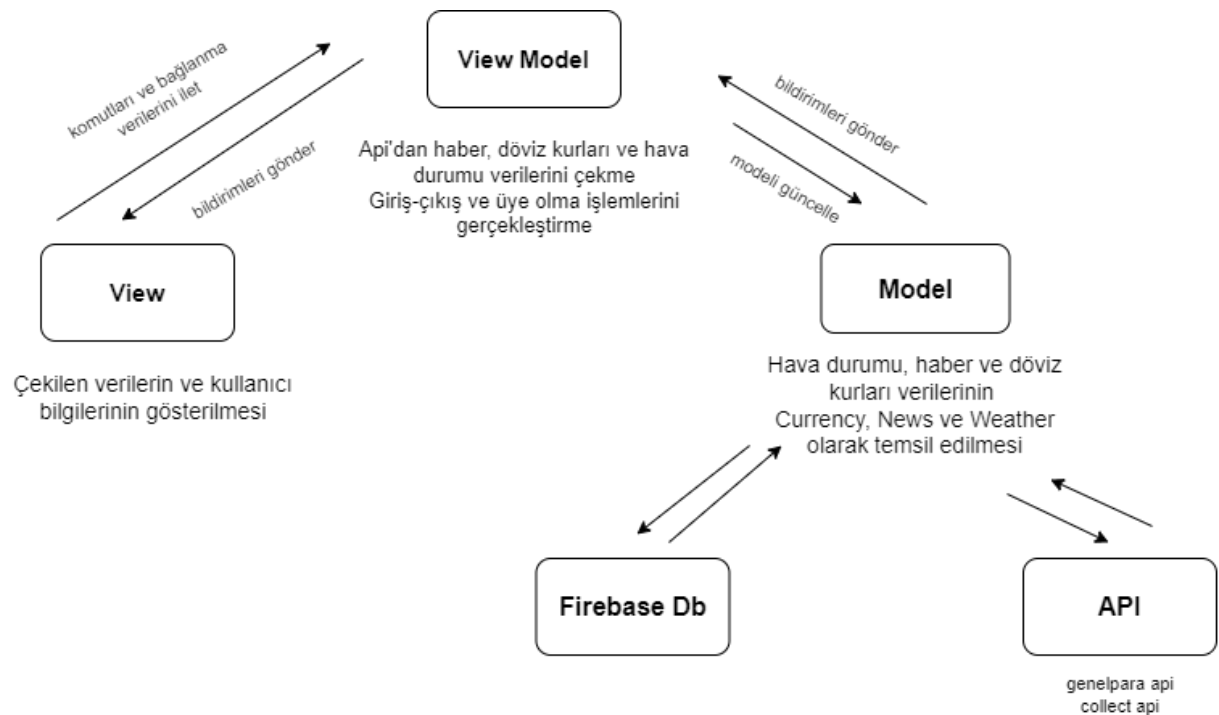 View Model
komutları ve bağlanma
verilerini ilet
bildirimleri gönder
Api'dan haber, döviz kurları ve hava
durumu verilerini çekme
Giriş-çıkış ve üye olma işlemlerini
gerçekleştirme
bildirimleri gönder
modeli güncelle
View
Çekilen verilerin ve kullanıcı
bilgilerinin gösterilmesi
Model
Hava durumu, haber ve döviz
kurları verilerinin
Currency, News ve Weather
olarak temsil edilmesi
Firebase Db
API
genelpara api
collect api